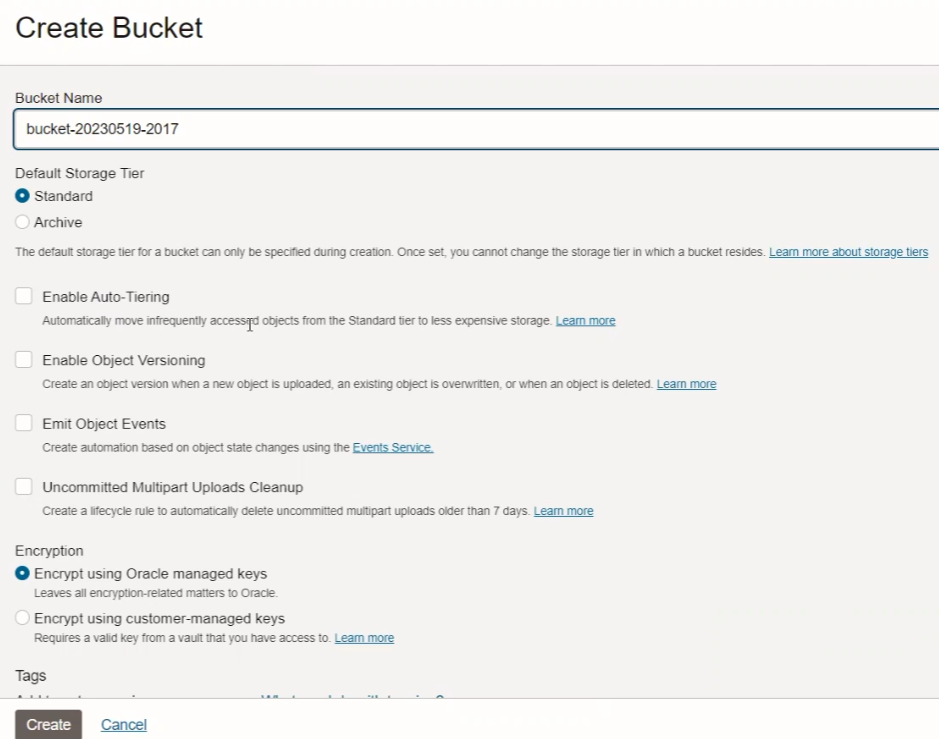 Create Bucket
Bucket Name
bucket-20230519-2017
Default Storage Tier
Standard
Archive
The default storage tier for a bucket can only be specified during creation. Once set, you cannot change the storage tier in which a bucket resides. Learn more about storage tiers
Enable Auto-Tiering
Automatically move infrequently accessed objects from the Standard tier to less expensive storage. Learn more
Enable Object Versioning
Create an object version when a new object is uploaded, an existing object is overwritten, or when an object is deleted. Learn more
Emit Object Events
Create automation based on object state changes using the Events Service.
Uncommitted Multipart Uploads Cleanup
Create a lifecycle rule to automatically delete uncommitted multipart uploads older than 7 days. Learn more
Encryption
Encrypt using Oracle managed keys
Leaves all encryption-related matters to Oracle.
Encrypt using customer-managed keys
Requires a valid key from a vault that you have access to. Learn more
Tags
Create Cancel